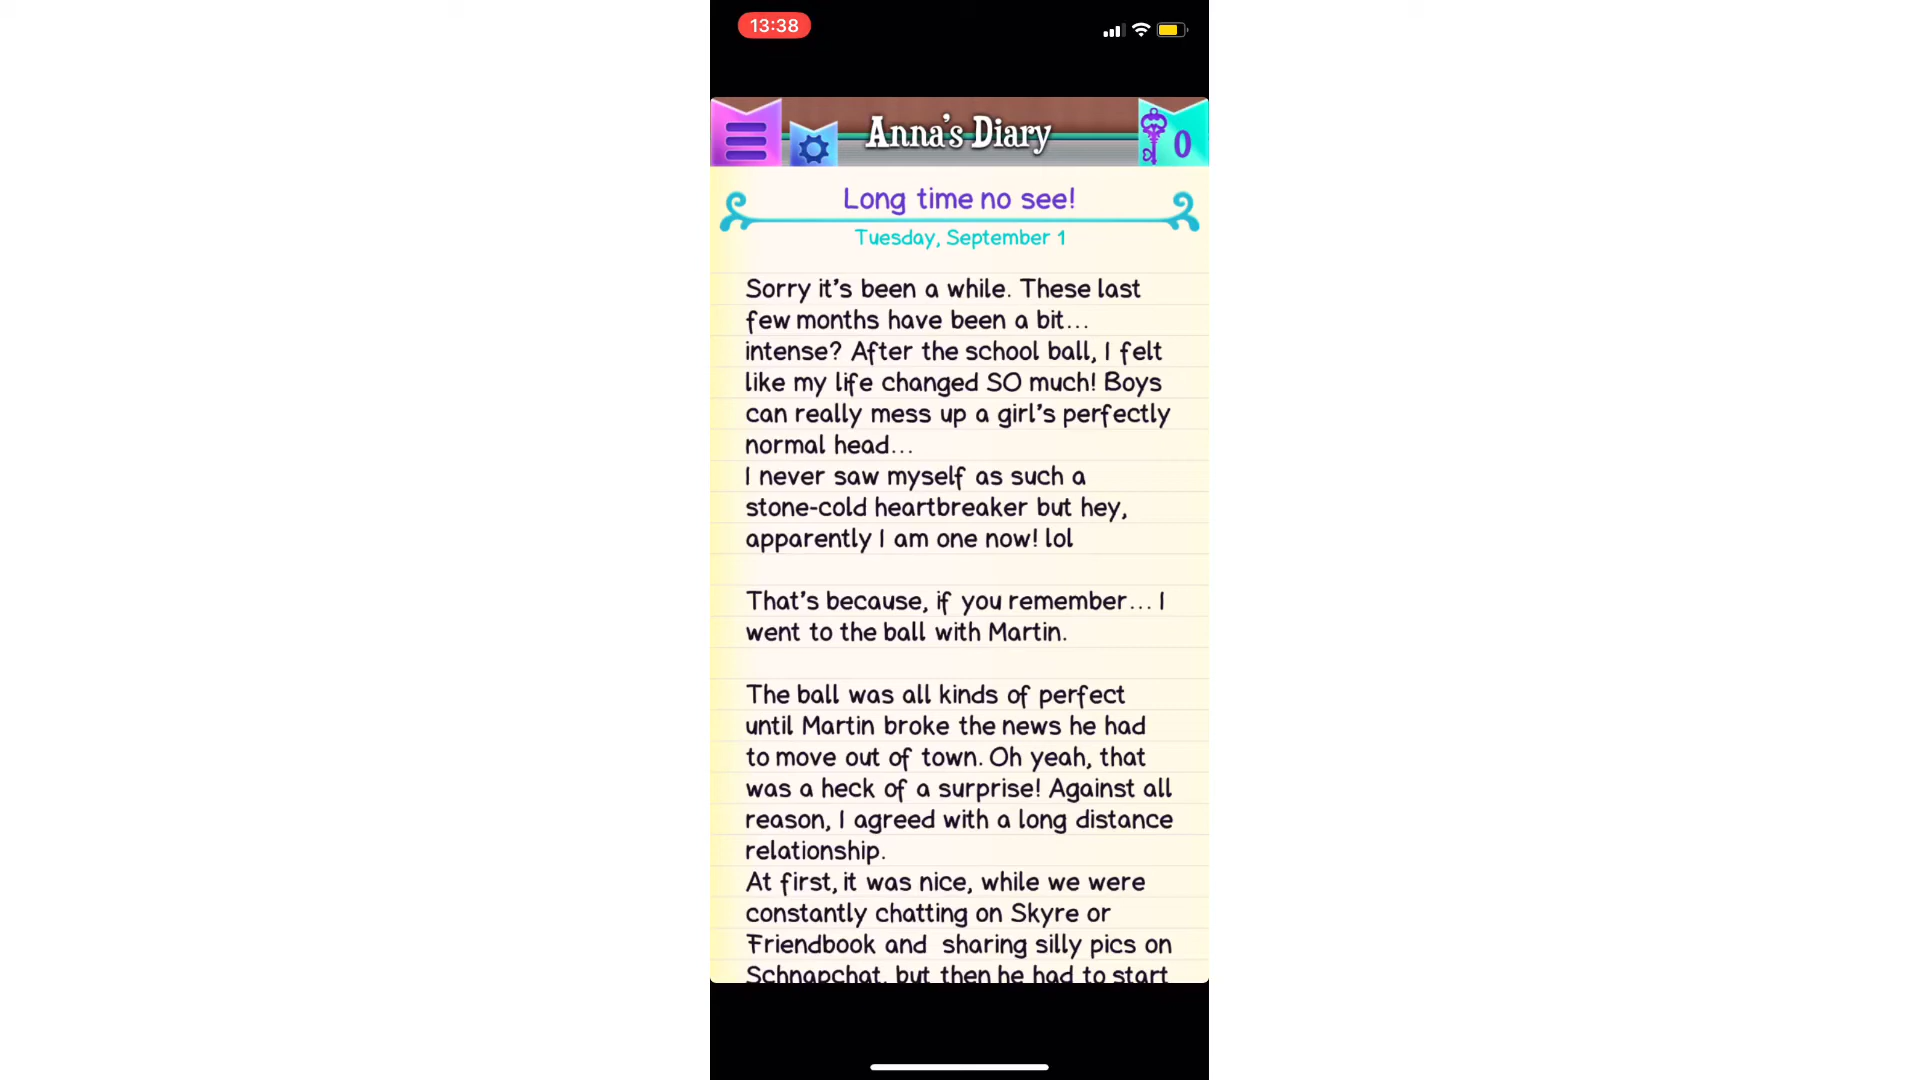 13:38
Anna's Diary
0
Long time no see!
Tuesday, September 1
Sorry it's been a while. These last
few months have been a bit...
intense? After the school ball, I felt
like my life changed SO much! Boys
can really mess up a girl's perfectly
normal head...
I never saw myself as such a
stone-cold heartbreaker but hey,
apparently I am one now! lol
That's because, if you remember... I
went to the ball with Martin.
The ball was all kinds of perfect
until Martin broke the news he had
to move out of town. Oh yeah, that
was a heck of a surprise! Against all
reason, I agreed with a long distance
relationship.
At first, it was nice, while we were
constantly chatting on Skyre or
Friendbook and sharing silly pics on
Schnapchat, but then he had to start